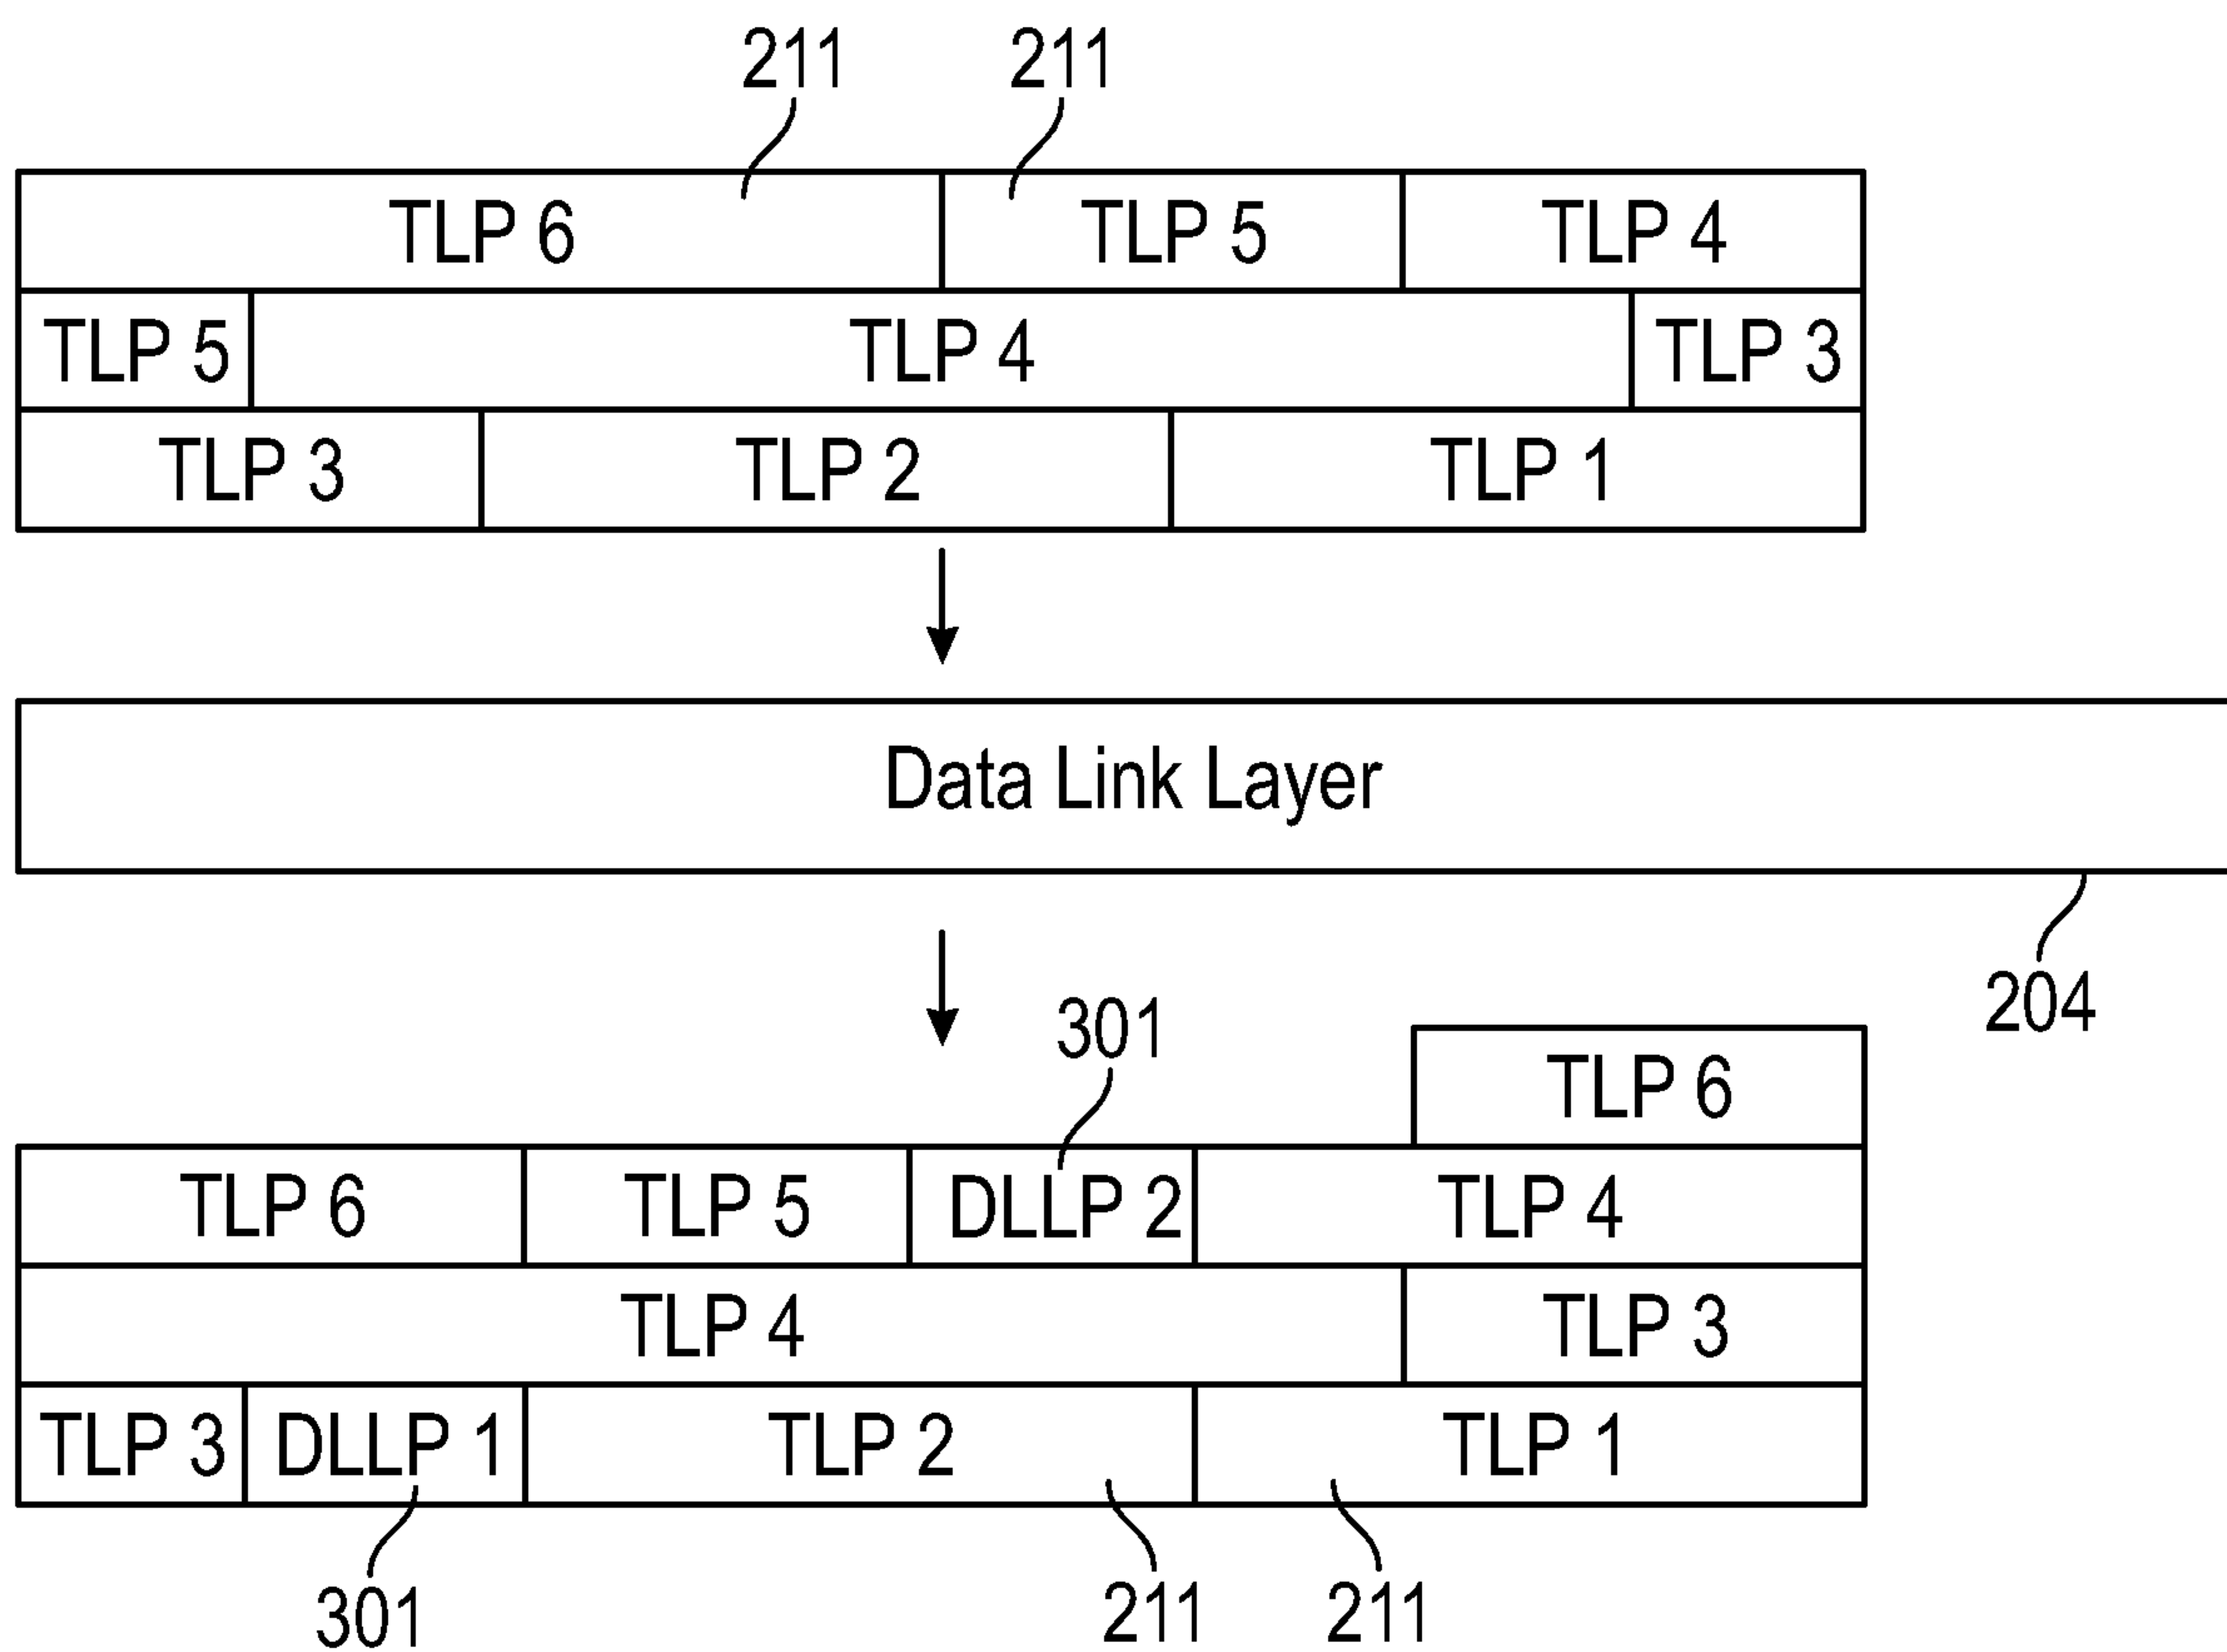 211 211
TLP 6 TLP 5 TLP 4
TLP 5 TLP 4 TLP 3
TLP 3 TLP 2 TLP 1
Data Link Layer
204
301
TLP 6
TLP 6 TLP 5 DLLP 2 TLP 4
TLP 4 TLP 3
TLP 3 DLLP 1 TLP 2 TLP 1
301 211 211